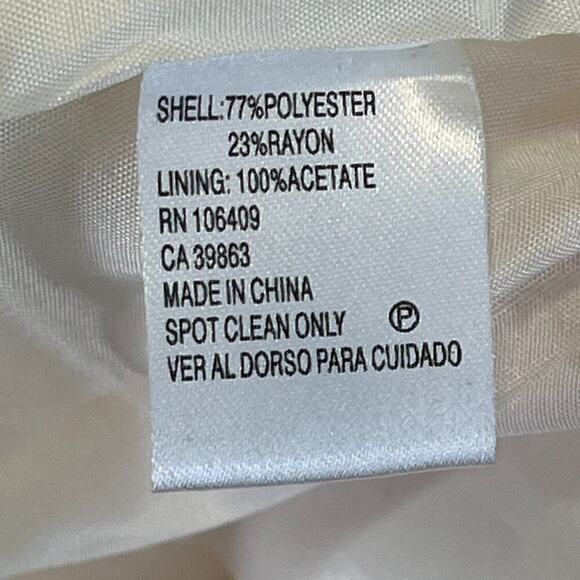 SHELL:77%POLYESTER
23%RAYON
LINING: 100%ACETATE
RN 106409
CA 39863
MADE IN CHINA
SPOT CLEAN ONLY Ⓟ
VER AL DORSO PARA CUIDADO